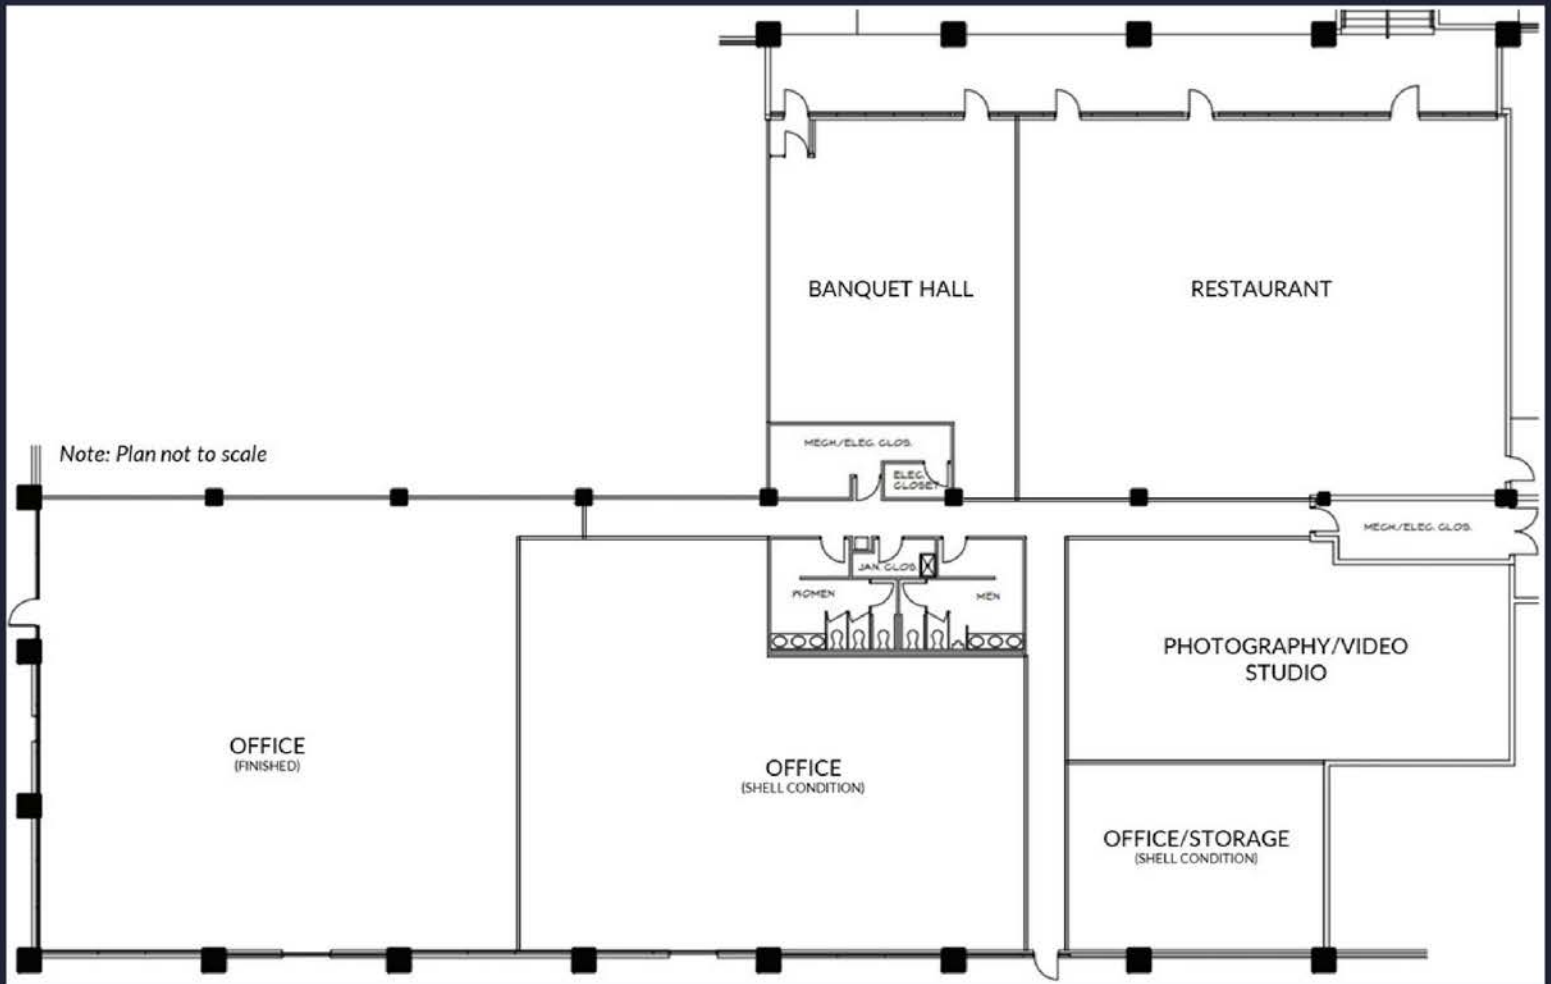 BANQUET HALL
RESTAURANT
Note: Plan not to scale
MECH./ELEC. CLOS.
ELEC.
CLOSET
MECH./ELEC. CLOS.
JAN. CLOS.
WOMEN
MEN
PHOTOGRAPHY/VIDEO
STUDIO
OFFICE
(FINISHED)
OFFICE
(SHELL CONDITION)
OFFICE/STORAGE
(SHELL CONDITION)